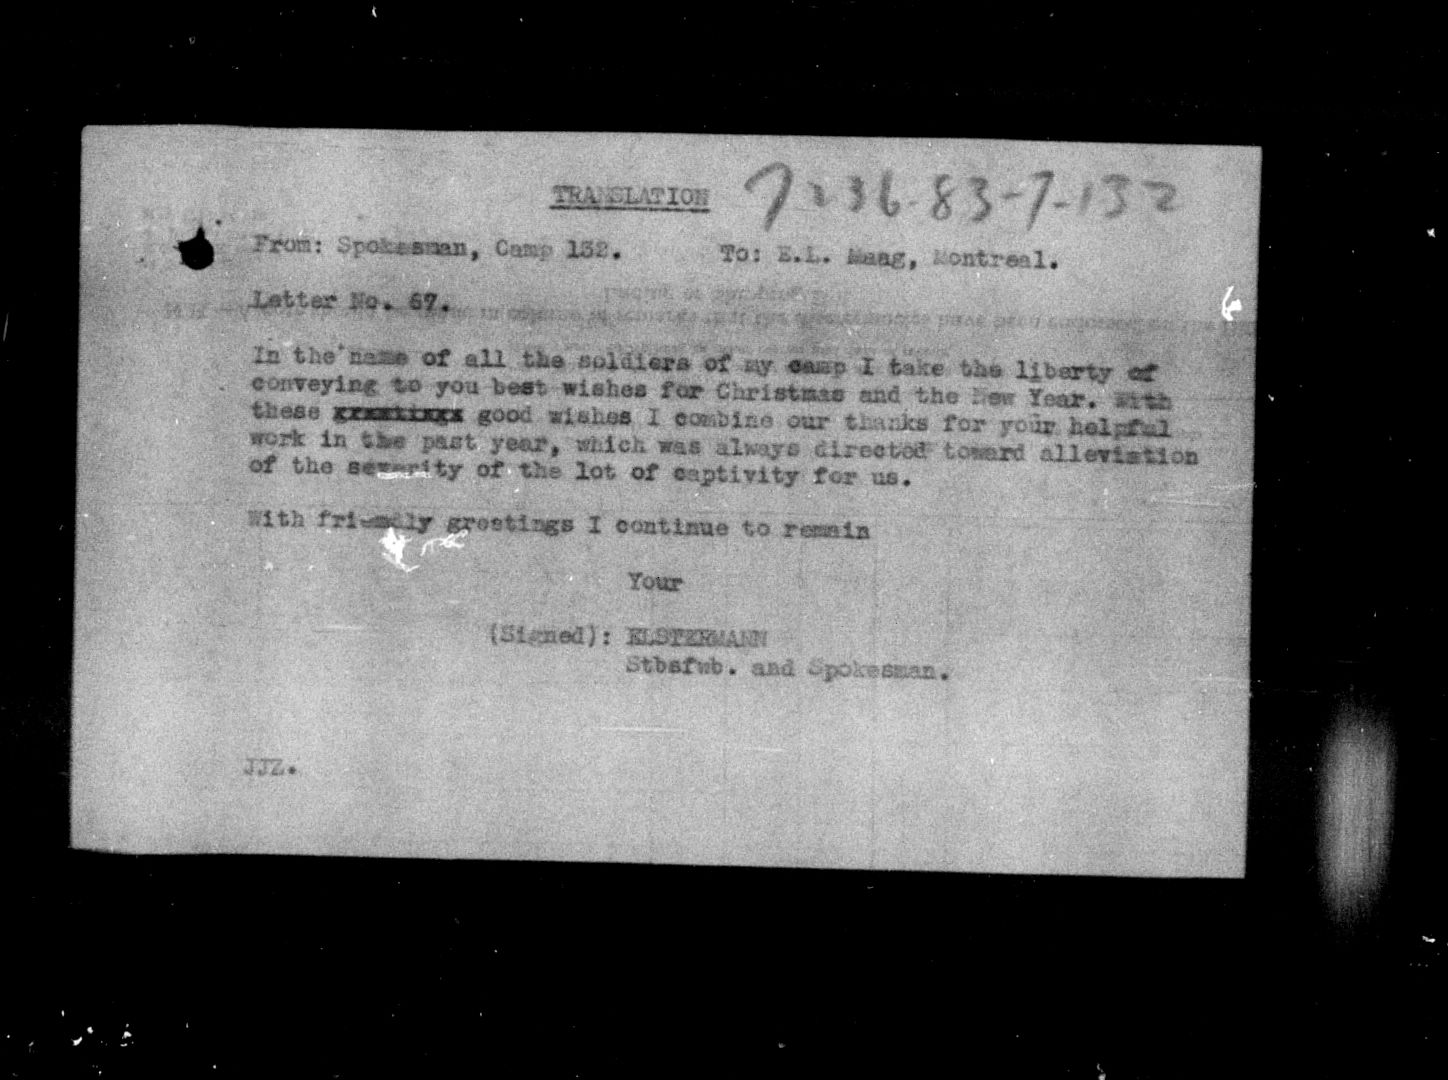 TRANSLATION 7236-83-7-132
From: Spokesman, Camp 132. To: E.L. Maag, Montreal.
Letter No. 67.
In the name of all the soldiers of my camp I take the liberty of
conveying to you best wishes for Christmas and the New Year. With
these greetings good wishes I combine our thanks for your helpful
work in the past year, which was always directed toward alleviation
of the severity of the lot of captivity for us.
With friendly greetings I continue to remain
Your
(Signed): ELSTERMANN
Stbsfwb. and Spokesman.
JJZ.